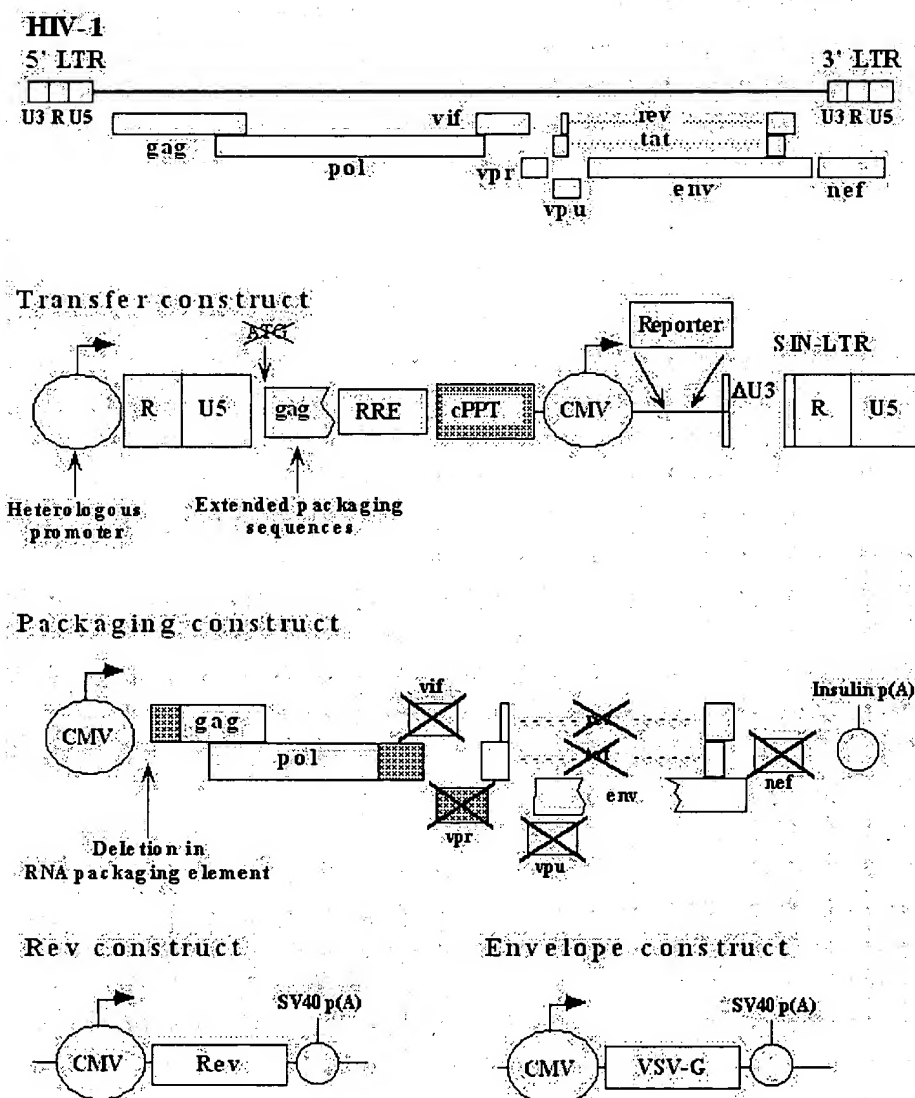 HIV-1
5' LTR
3' LTR
U3 R U5
U3 R U5
gag
pol
vif
vpr
vpu
rev
tat
env
nef
Transfer construct
ATG
Reporter
SIN-LTR
R
U5
gag
RRE
cPPT
CMV
ΔU3
R
U5
Heterologous
promoter
Extended packaging
sequences
Packaging construct
CMV
gag
pol
vif
vpr
vpu
env
nef
Insulin p(A)
Deletion in
RNA packaging element
Rev construct
CMV
Rev
SV40 p(A)
Envelope construct
CMV
VSV-G
SV40 p(A)